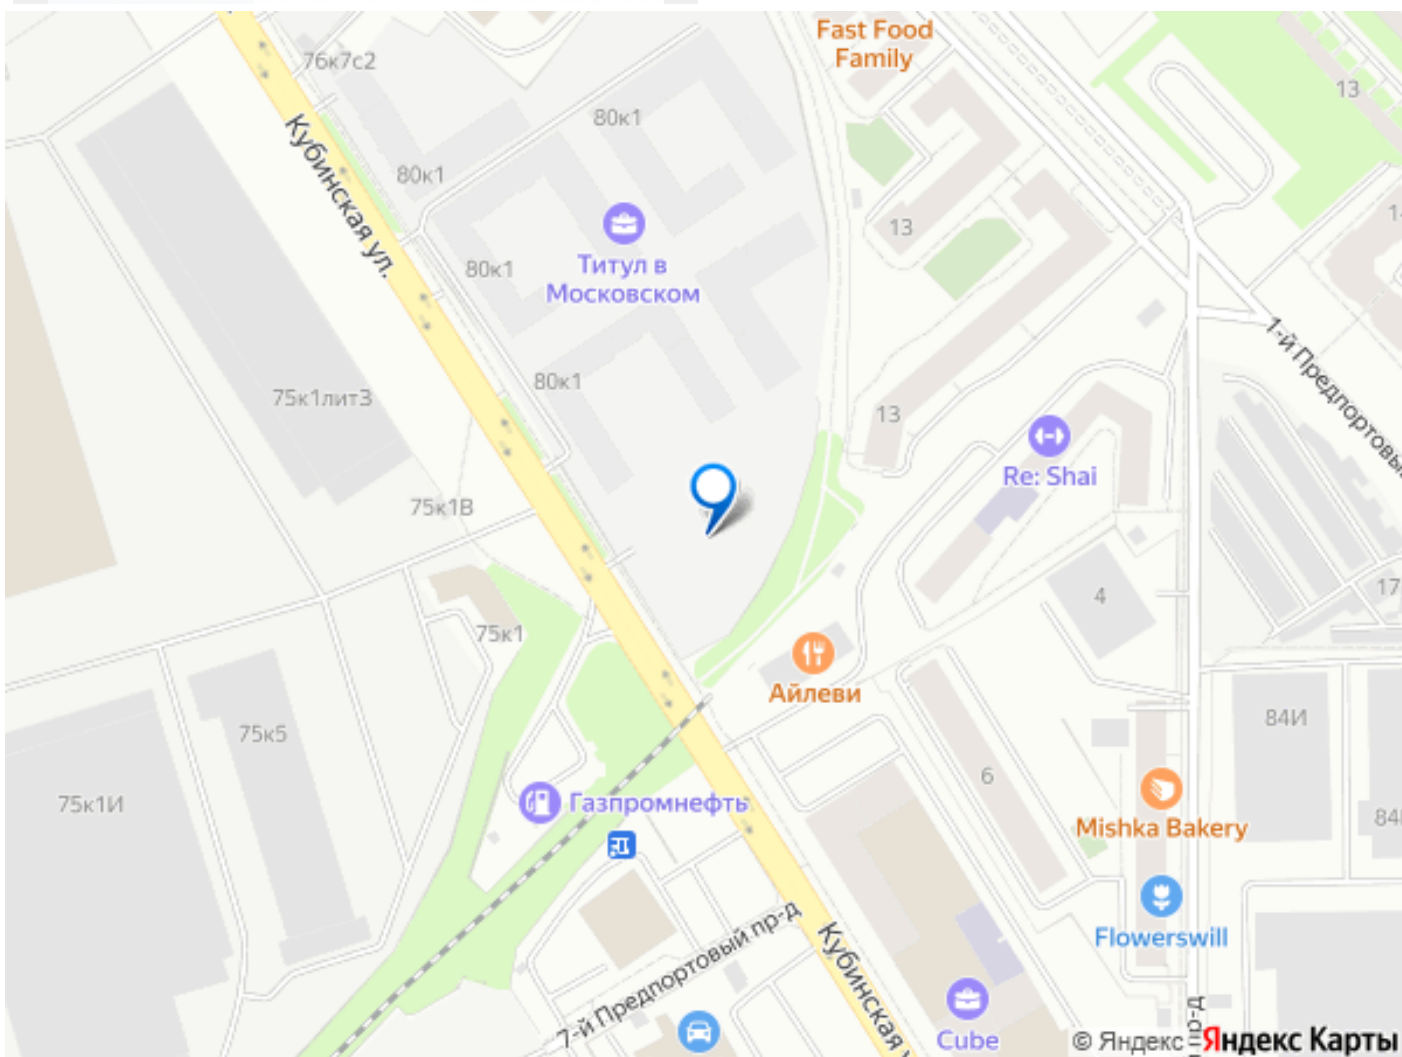 Fast Food
Family
76к7с2
13
80к1
Кубинская ул.
80к1
13
Титул в
Московском
80к1
1-й Предпортовый
80к1
75к1лит3
13
Re: Shai
75к1В
4
17
75к1
Айлеви
84И
75к5
6
75к1И
Газпромнефть
Mishka Bakery
7-й Предпортовый пр-д
Кубинская
Flowerswill
Cube
пр-д
© Яндекс Яндекс Карты